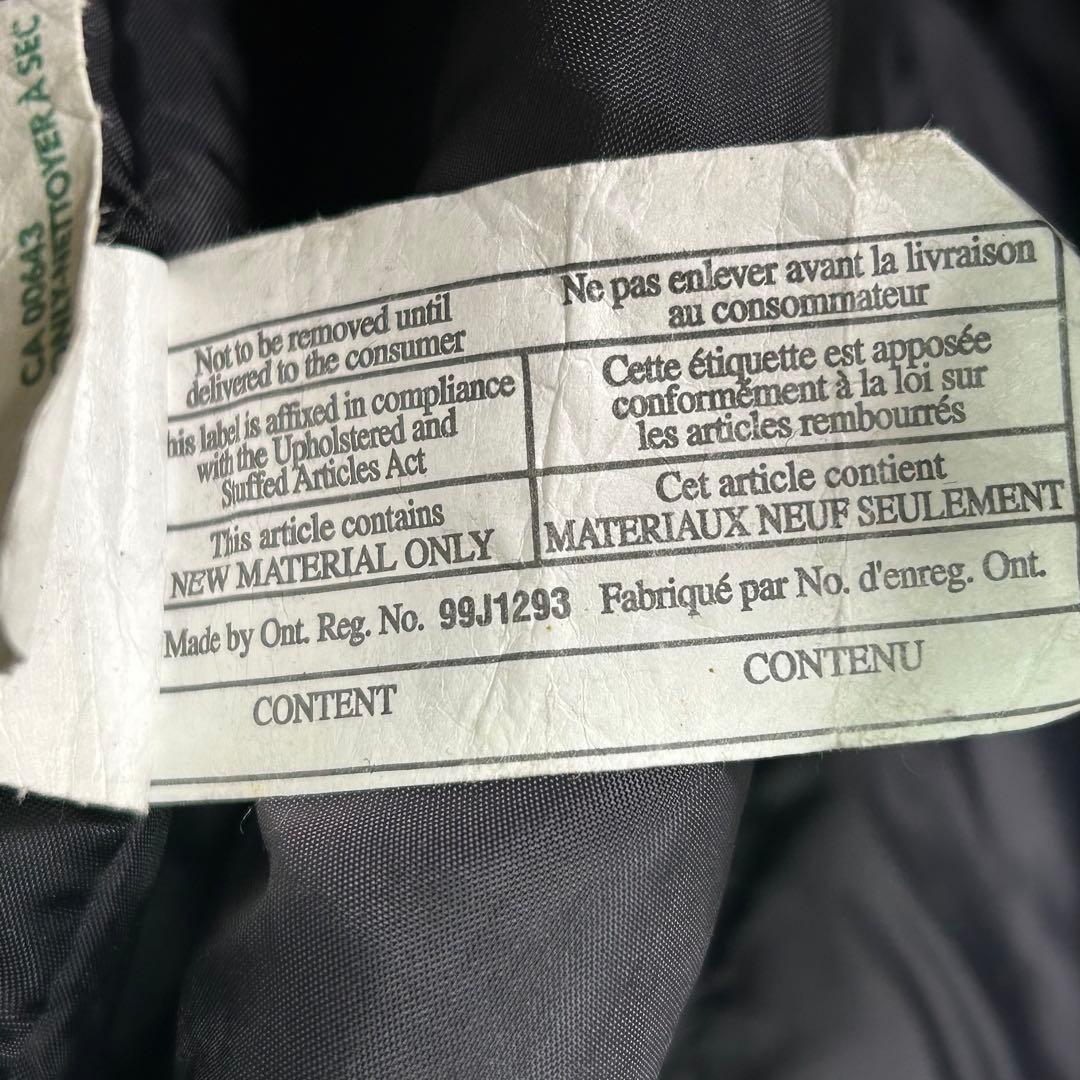 CA 00643
NETTOYER À SEC
Not to be removed until
delivered to the consumer
Ne pas enlever avant la livraison
au consommateur
his label is affixed in compliance
with the Upholstered and
Stuffed Articles Act
Cette étiquette est apposée
conformément à la loi sur
les articles rembourrés
This article contains
NEW MATERIAL ONLY
Cet article contient
MATERIAUX NEUF SEULEMENT
Made by Ont. Reg. No. 99J1293 Fabriqué par No. d'enreg. Ont.
CONTENT
CONTENU